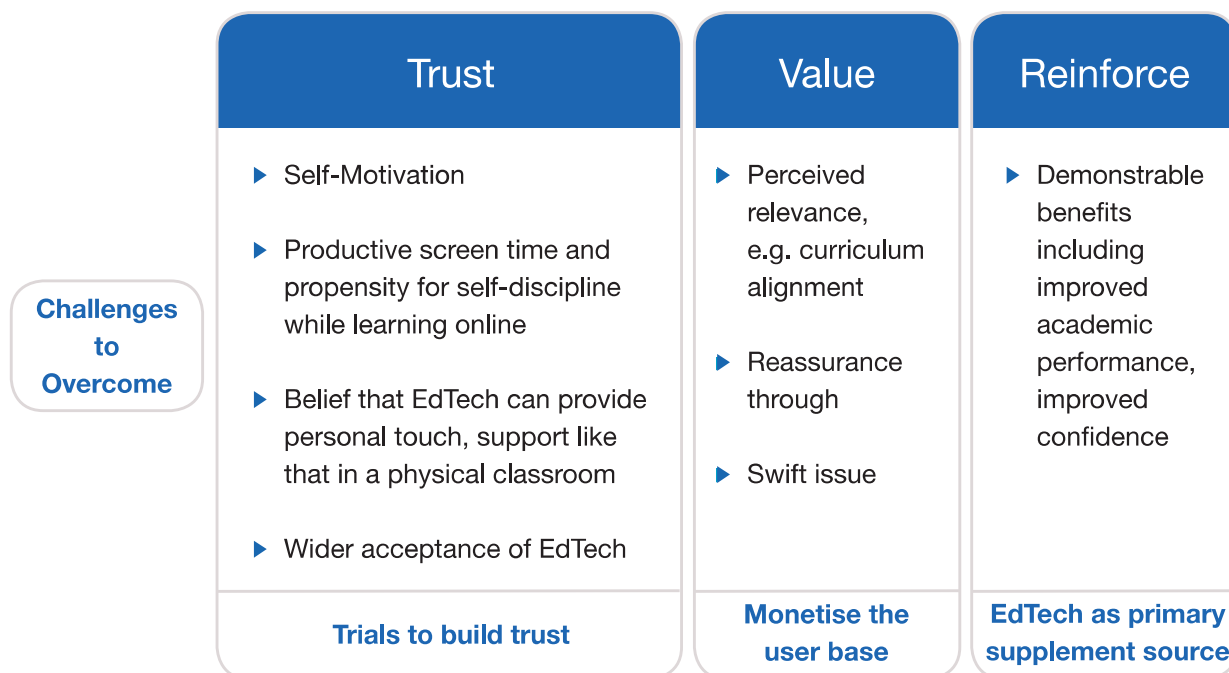 Trust
Value
Reinforce
Challenges
to
Overcome
Self-Motivation
Productive screen time and
propensity for self-discipline
while learning online
Belief that EdTech can provide
personal touch, support like
that in a physical classroom
Wider acceptance of EdTech
Trials to build trust
Perceived
relevance,
e.g. curriculum
alignment
Reassurance
through
Swift issue
Monetise the
user base
Demonstrable
benefits
including
improved
academic
performance,
improved
confidence
EdTech as primary
supplement source